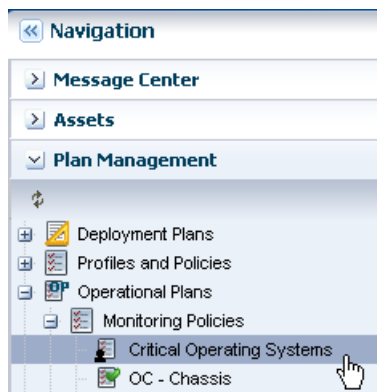 Navigation
Message Center
Assets
Plan Management
Deployment Plans
Profiles and Policies
Operational Plans
Monitoring Policies
Critical Operating Systems
OC - Chassis